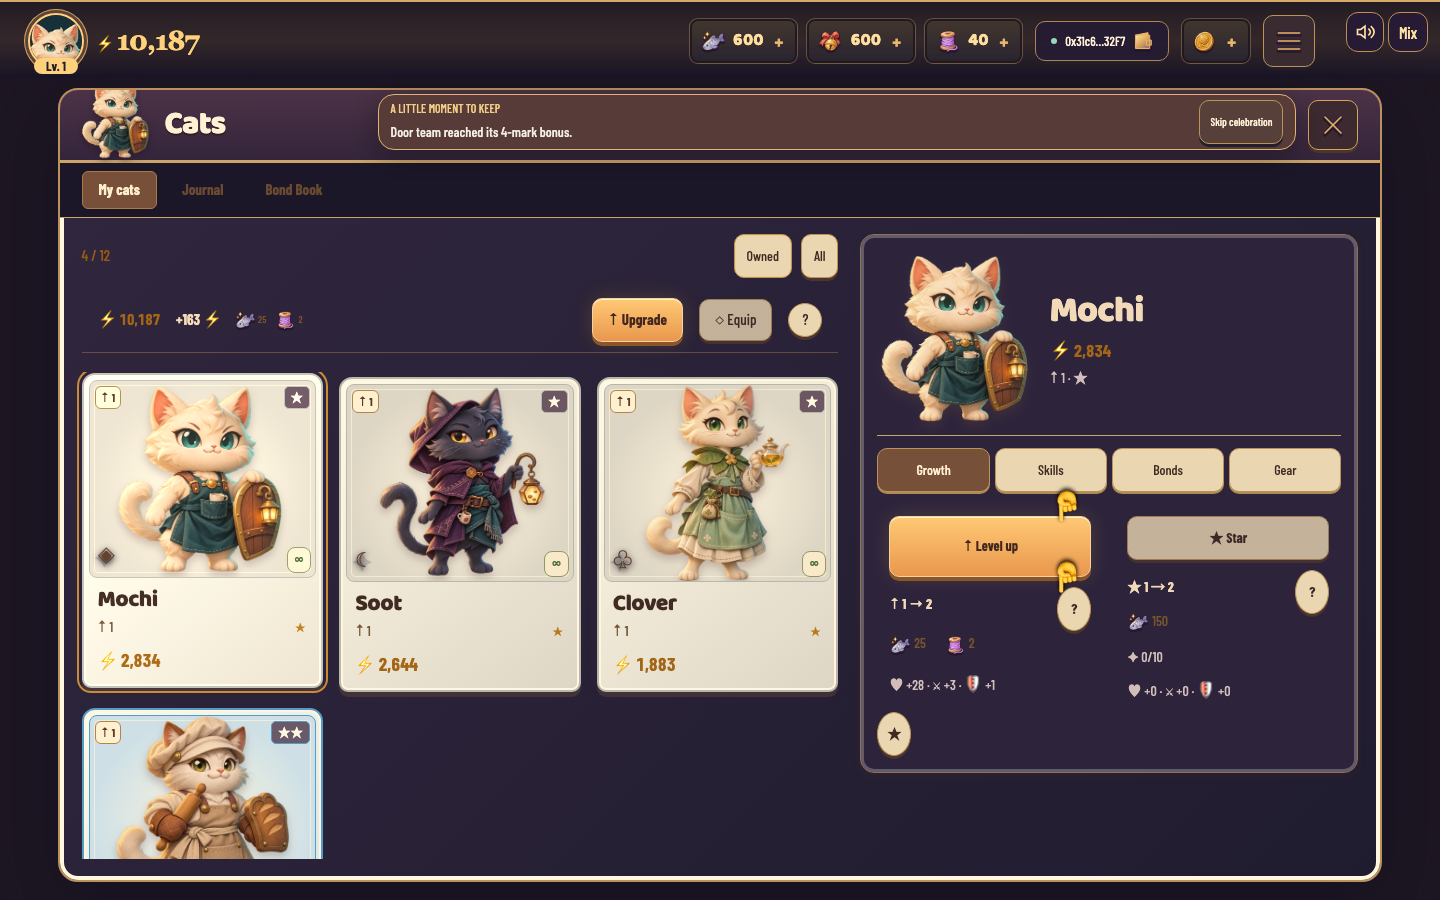 10,187
600 +
600 +
40 +
0x31c6...32F7
+
Mix
Lv. 1
Cats
A LITTLE MOMENT TO KEEP
Door team reached its 4-mark bonus.
Skip celebration
My cats
Journal
Bond Book
4 / 12
Owned
All
10,187
+163
25
2
↑ Upgrade
◇ Equip
?
↑ 1
Mochi
↑ 1
2,834
↑ 1
Soot
↑ 1
2,644
↑ 1
Clover
↑ 1
1,883
↑ 1
Mochi
2,834
↑ 1 · ★
Growth
Skills
Bonds
Gear
↑ Level up
★ Star
↑ 1 → 2
?
25
2
+28 · +3 · +1
★ 1 → 2
?
150
0/10
+0 · +0 · +0